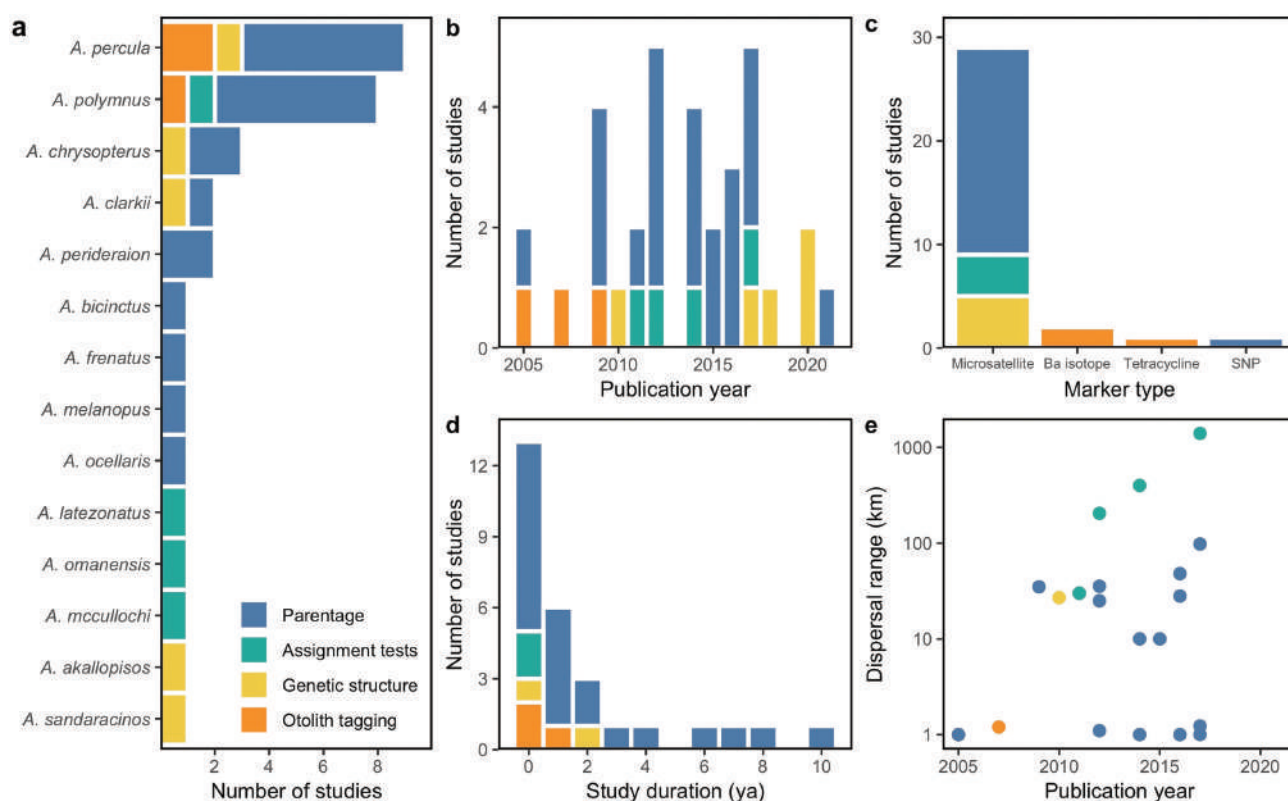 a
A. percula
A. polymnus
A. chrysopterus
A. clarkii
A. perideraion
A. bicinctus
A. frenatus
A. melanopus
A. ocellaris
A. latezonatus
A. omanensis
A. mccullochi
A. akallopisos
A. sandaracinos
Parentage
Assignment tests
Genetic structure
Otolith tagging
2 4 6 8
Number of studies
b
Number of studies
4
2
0
2005 2010 2015 2020
Publication year
c
Number of studies
30
20
10
0
Microsatellite Ba isotope Tetracycline SNP
Marker type
d
Number of studies
12
9
6
3
0
0 2 4 6 8 10
Study duration (ya)
e
Dispersal range (km)
1000
100
10
1
2005 2010 2015 2020
Publication year